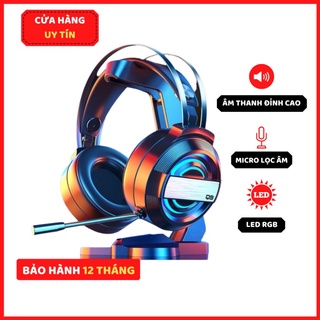 CỬA HÀNG
UY TÍN
ÂM THANH ĐỈNH CAO
MICRO LỌC ÂM
LED
LED RGB
BẢO HÀNH 12 THÁNG